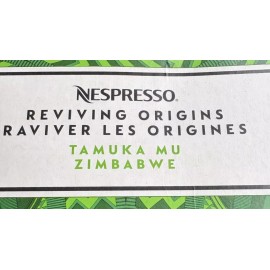 NESPRESSO®
REVIVING ORIGINS
RAVIVER LES ORIGINES
TAMUKA MU
ZIMBABWE